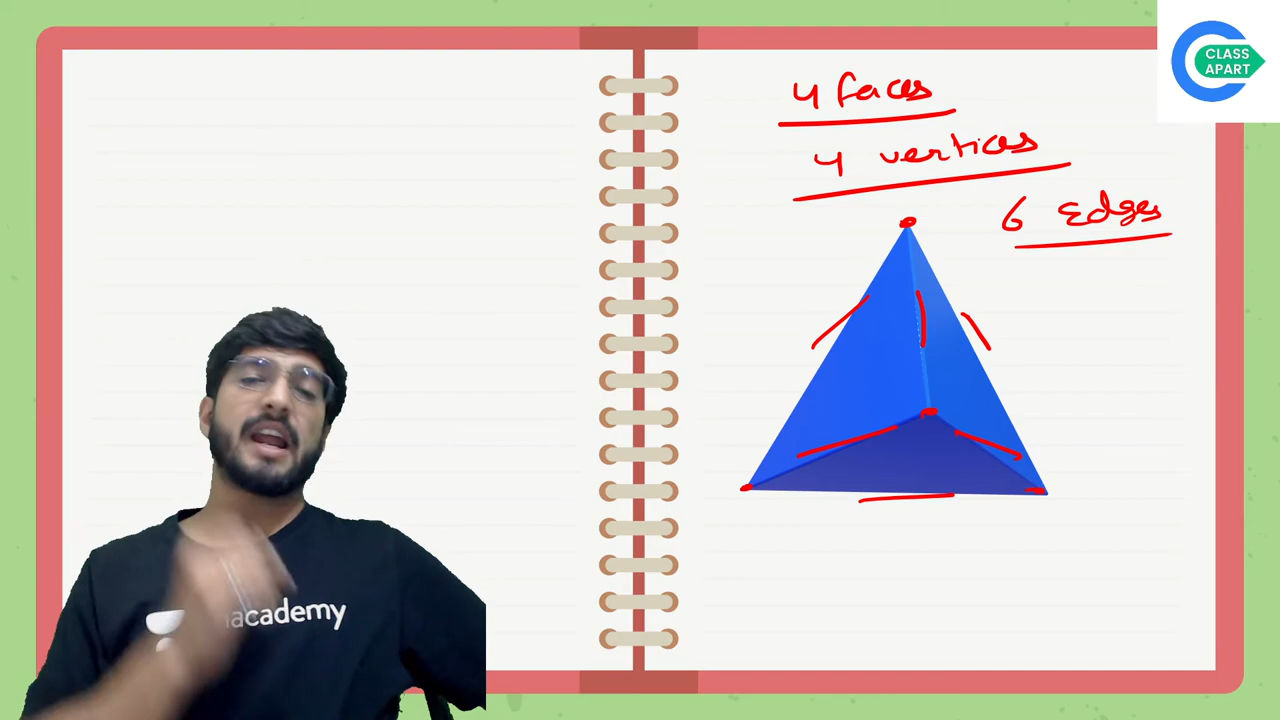 CLASS
APART
4 faces
4 vertices
6 Edges
academy